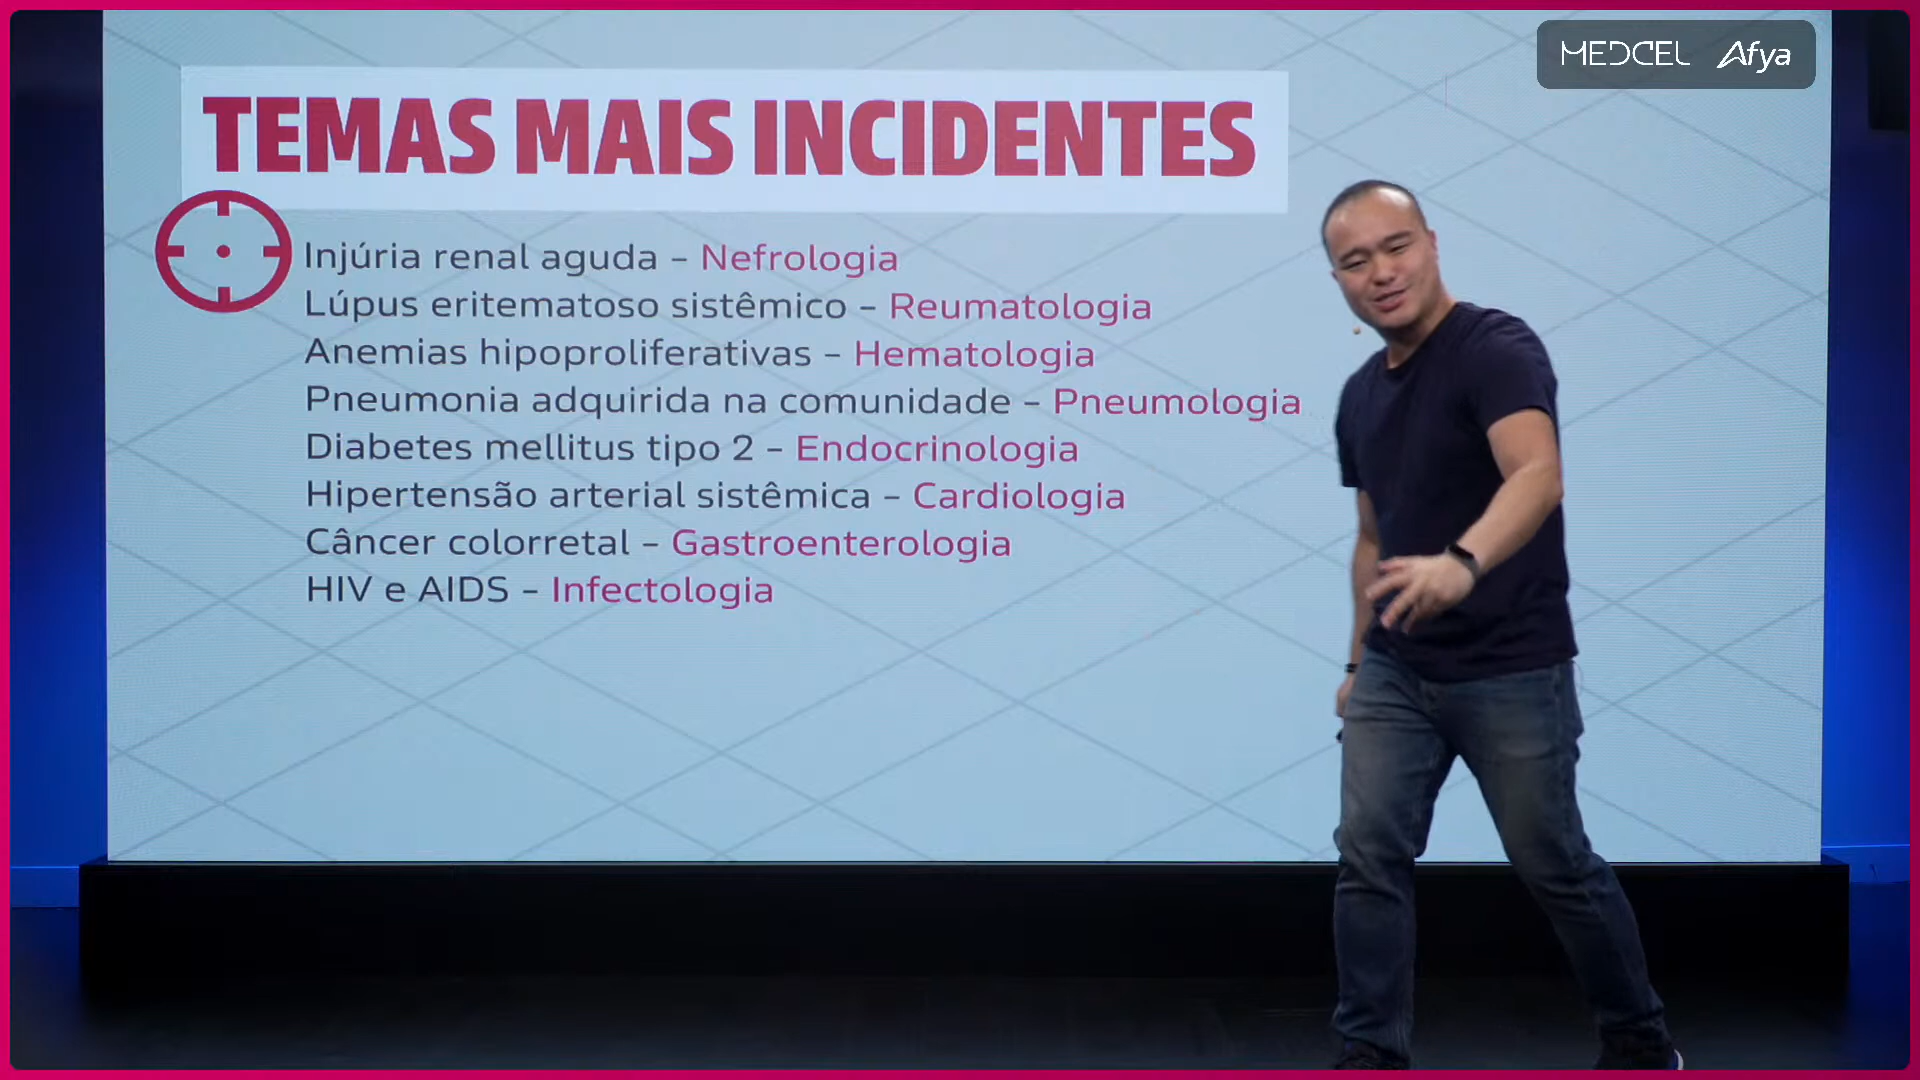 MEDCEL Afya
TEMAS MAIS INCIDENTES
Injúria renal aguda – Nefrologia
Lúpus eritematoso sistêmico – Reumatologia
Anemias hipoproliferativas – Hematologia
Pneumonia adquirida na comunidade – Pneumologia
Diabetes mellitus tipo 2 – Endocrinologia
Hipertensão arterial sistêmica – Cardiologia
Câncer colorretal – Gastroenterologia
HIV e AIDS – Infectologia